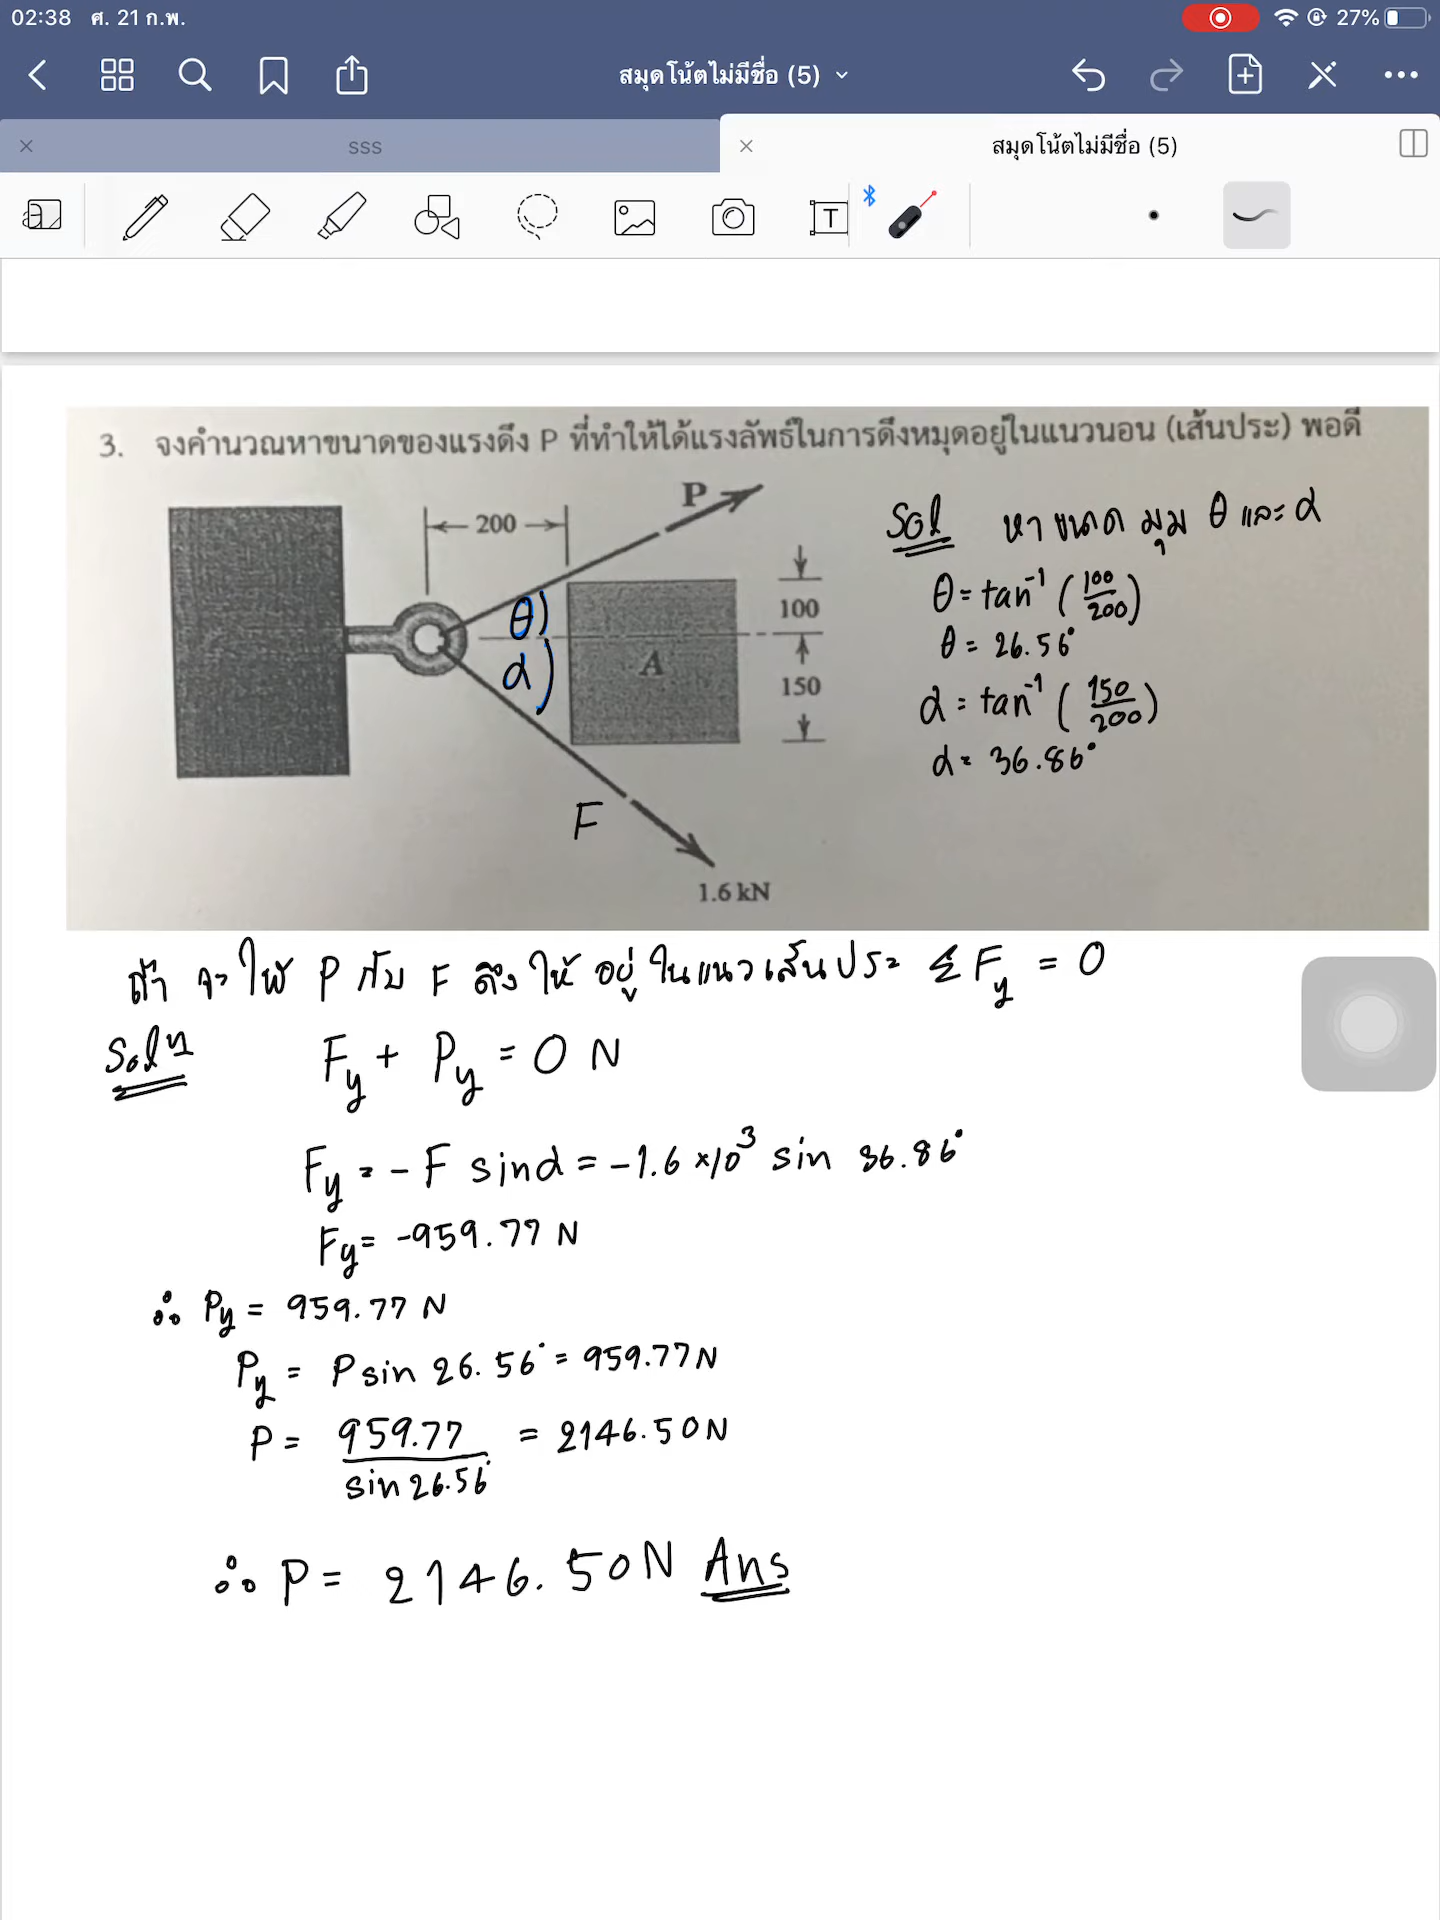 02:38 ศ. 21 ก.พ.
27%
สมุดโน้ตไม่มีชื่อ (5)
sss
สมุดโน้ตไม่มีชื่อ (5)
T
3. จงคำนวณหาขนาดของแรงดึง P ที่ทำให้ได้แรงลัพธ์ในการดึงหมุดอยู่ในแนวนอน (เส้นประ) พอดี
P
200
100
θ
α
A
150
F
1.6 kN
Sol หาขนาด มุม θ และ α
θ = tan⁻¹ (100/200)
θ = 26.56°
α = tan⁻¹ (150/200)
α = 36.86°
ถ้า จะ ให้ P กับ F ดึง ให้ อยู่ ในแนวเส้นประ ΣFy = 0
Solⁿ Fy + Py = 0 N
Fy = - F sinα = -1.6 ×10³ sin 36.86°
Fy = -959.77 N
∴ Py = 959.77 N
Py = P sin 26.56° = 959.77 N
P = 959.77/sin 26.56° = 2146.50 N
∴ P = 2146.50 N Ans